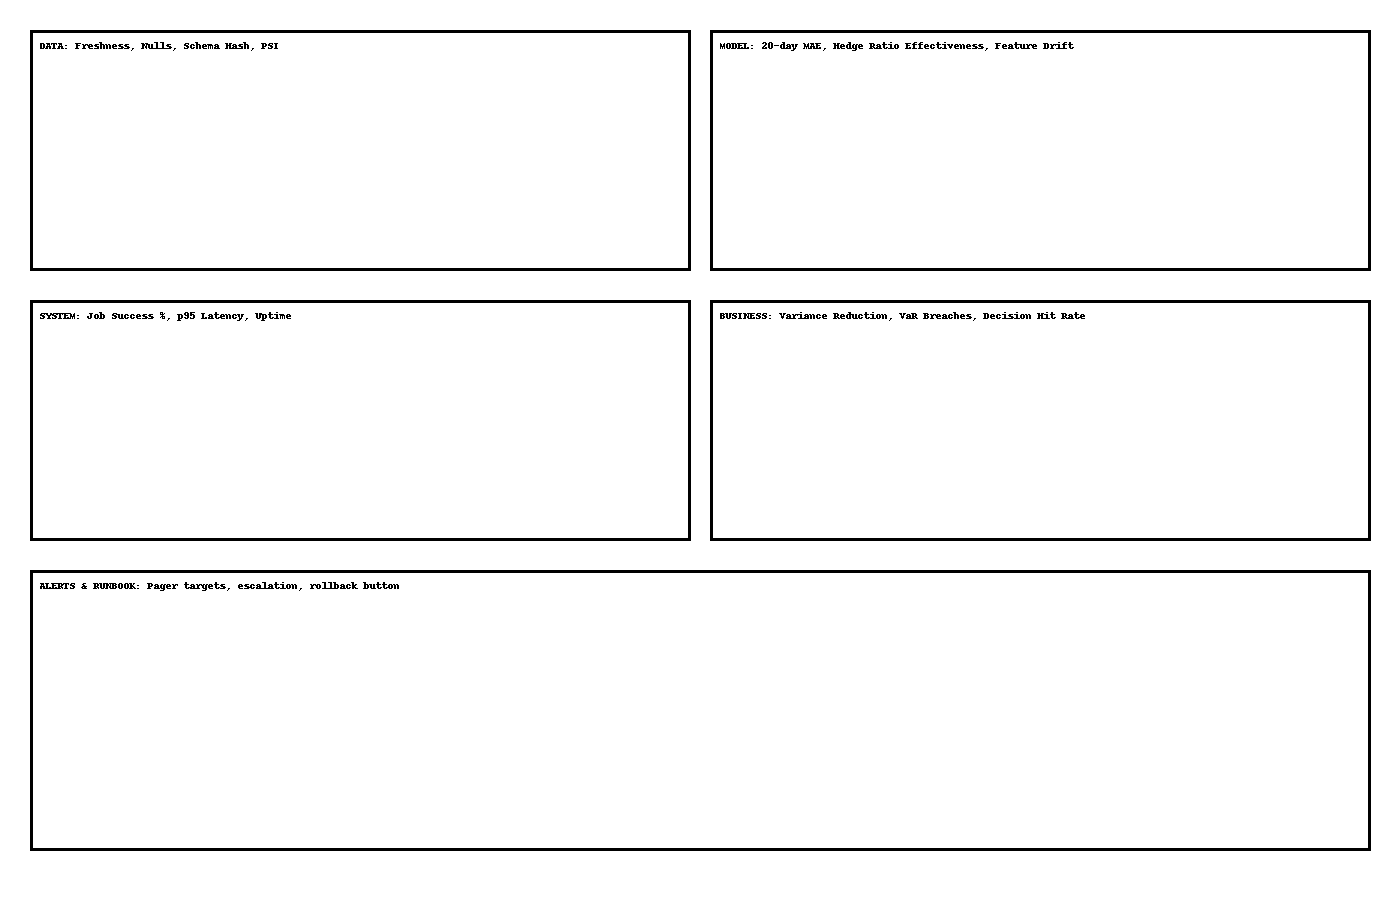 DATA: Freshness, Nulls, Schema Hash, PSI
MODEL: 20-day MAE, Hedge Ratio Effectiveness, Feature Drift
SYSTEM: Job Success %, p95 Latency, Uptime
BUSINESS: Variance Reduction, VaR Breaches, Decision Hit Rate
ALERTS & RUNBOOK: Pager targets, escalation, rollback button